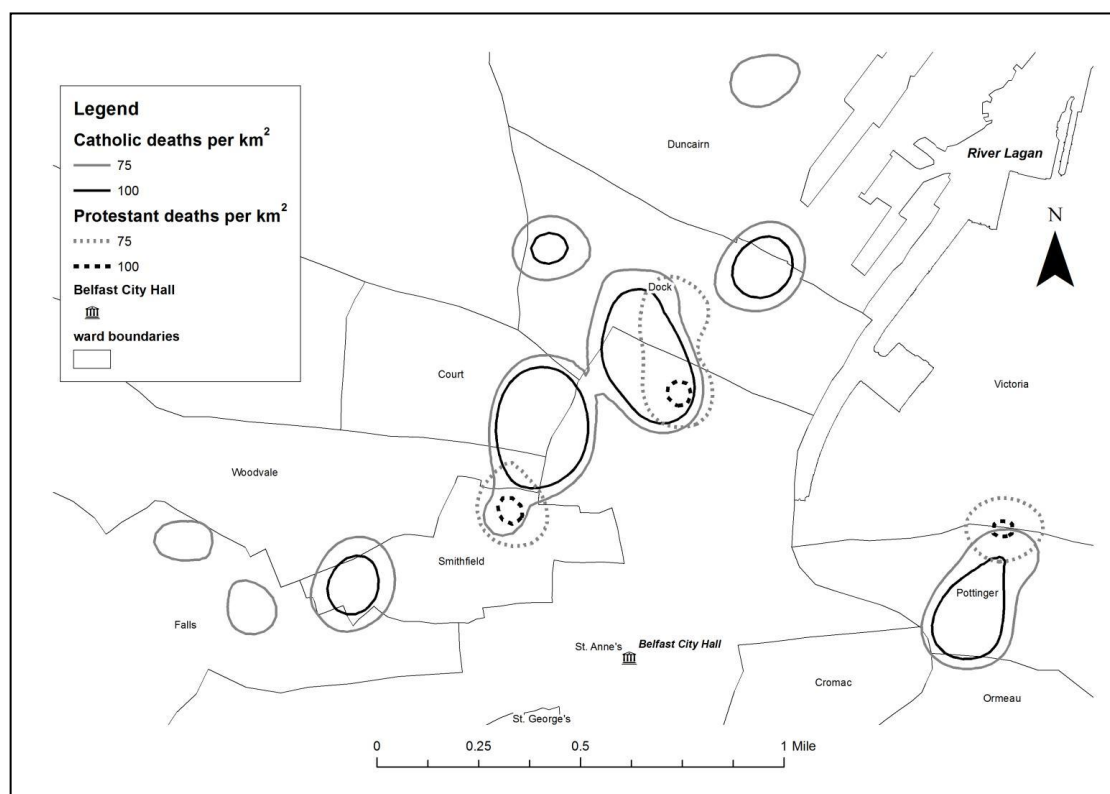 Legend
Catholic deaths per km²
75
100
Protestant deaths per km²
75
100
Belfast City Hall
ward boundaries
Duncairn
River Lagan
N
Dock
Court
Victoria
Woodvale
Smithfield
Pottinger
Falls
St. Anne's
Belfast City Hall
Cromac
Ormeau
St. George's
0 0.25 0.5 1 Mile